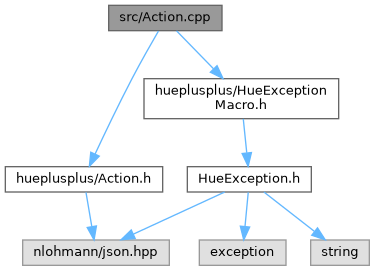 src/Action.cpp
hueplusplus/HueException
Macro.h
hueplusplus/Action.h
HueException.h
nlohmann/json.hpp
exception
string